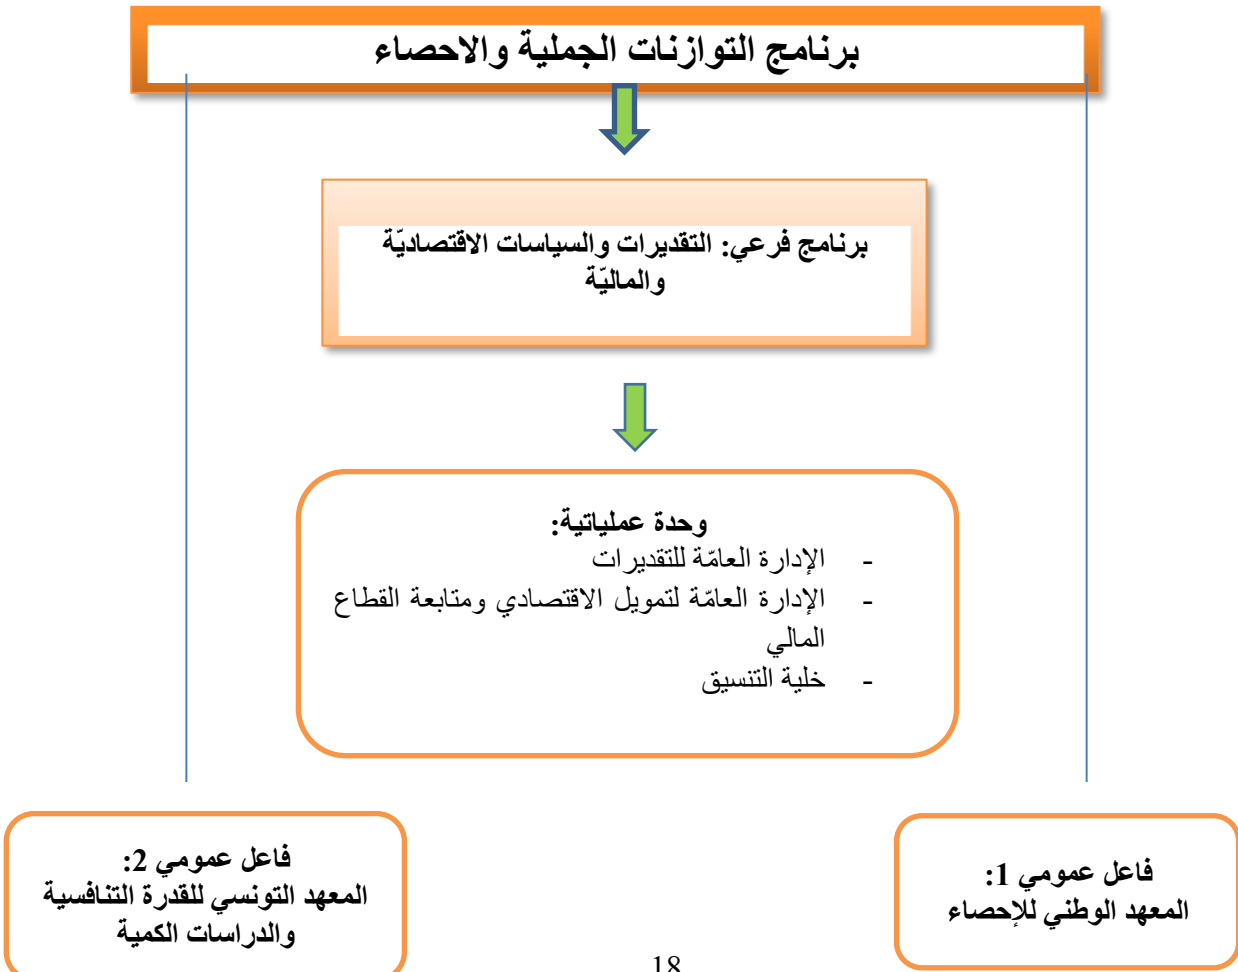 برنامج التوازنات الجملية والاحصاء
برنامج فرعي: التقديرات والسياسات الاقتصاديّة
والماليّة
وحدة عملياتية:
- الإدارة العامّة للتقديرات
- الإدارة العامّة لتمويل الاقتصادي ومتابعة القطاع
المالي
- خلية التنسيق
فاعل عمومي 1:
المعهد الوطني للإحصاء
فاعل عمومي 2:
المعهد التونسي للقدرة التنافسية
والدراسات الكمية
18